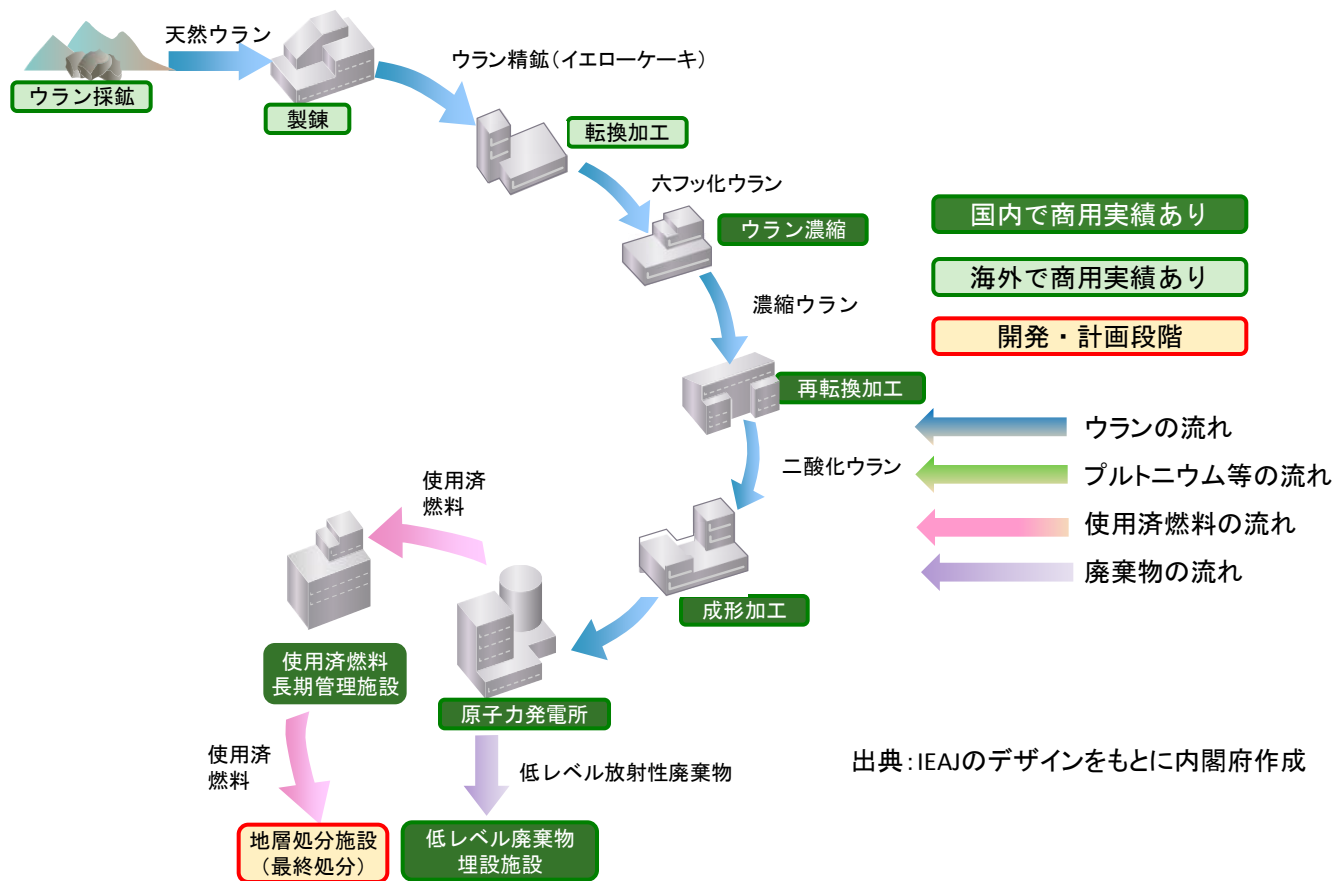 天然ウラン
ウラン採鉱
製錬
ウラン精鉱（イエローケーキ）
転換加工
六フッ化ウラン
ウラン濃縮
濃縮ウラン
再転換加工
二酸化ウラン
成形加工
原子力発電所
使用済
燃料
使用済燃料
長期管理施設
使用済
燃料
地層処分施設
（最終処分）
低レベル放射性廃棄物
低レベル廃棄物
埋設施設
国内で商用実績あり
海外で商用実績あり
開発・計画段階
ウランの流れ
プルトニウム等の流れ
使用済燃料の流れ
廃棄物の流れ
出典：IEAJのデザインをもとに内閣府作成